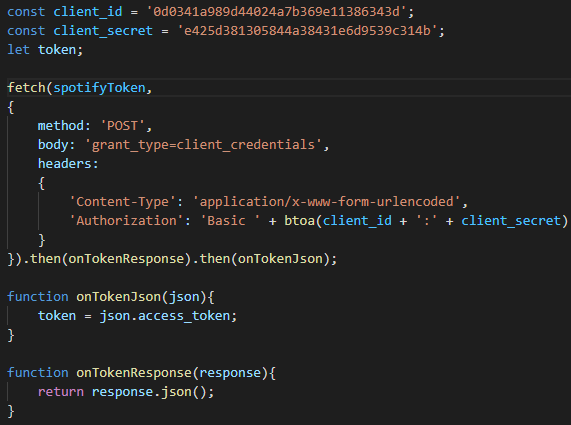 const client_id = '0d0341a989d44024a7b369e11386343d';
const client_secret = 'e425d381305844a38431e6d9539c314b';
let token;
fetch(spotifyToken,
{
method: 'POST',
body: 'grant_type=client_credentials',
headers:
{
'Content-Type': 'application/x-www-form-urlencoded',
'Authorization': 'Basic ' + btoa(client_id + ':' + client_secret)
}
}).then(onTokenResponse).then(onTokenJson);
function onTokenJson(json){
token = json.access_token;
}
function onTokenResponse(response){
return response.json();
}